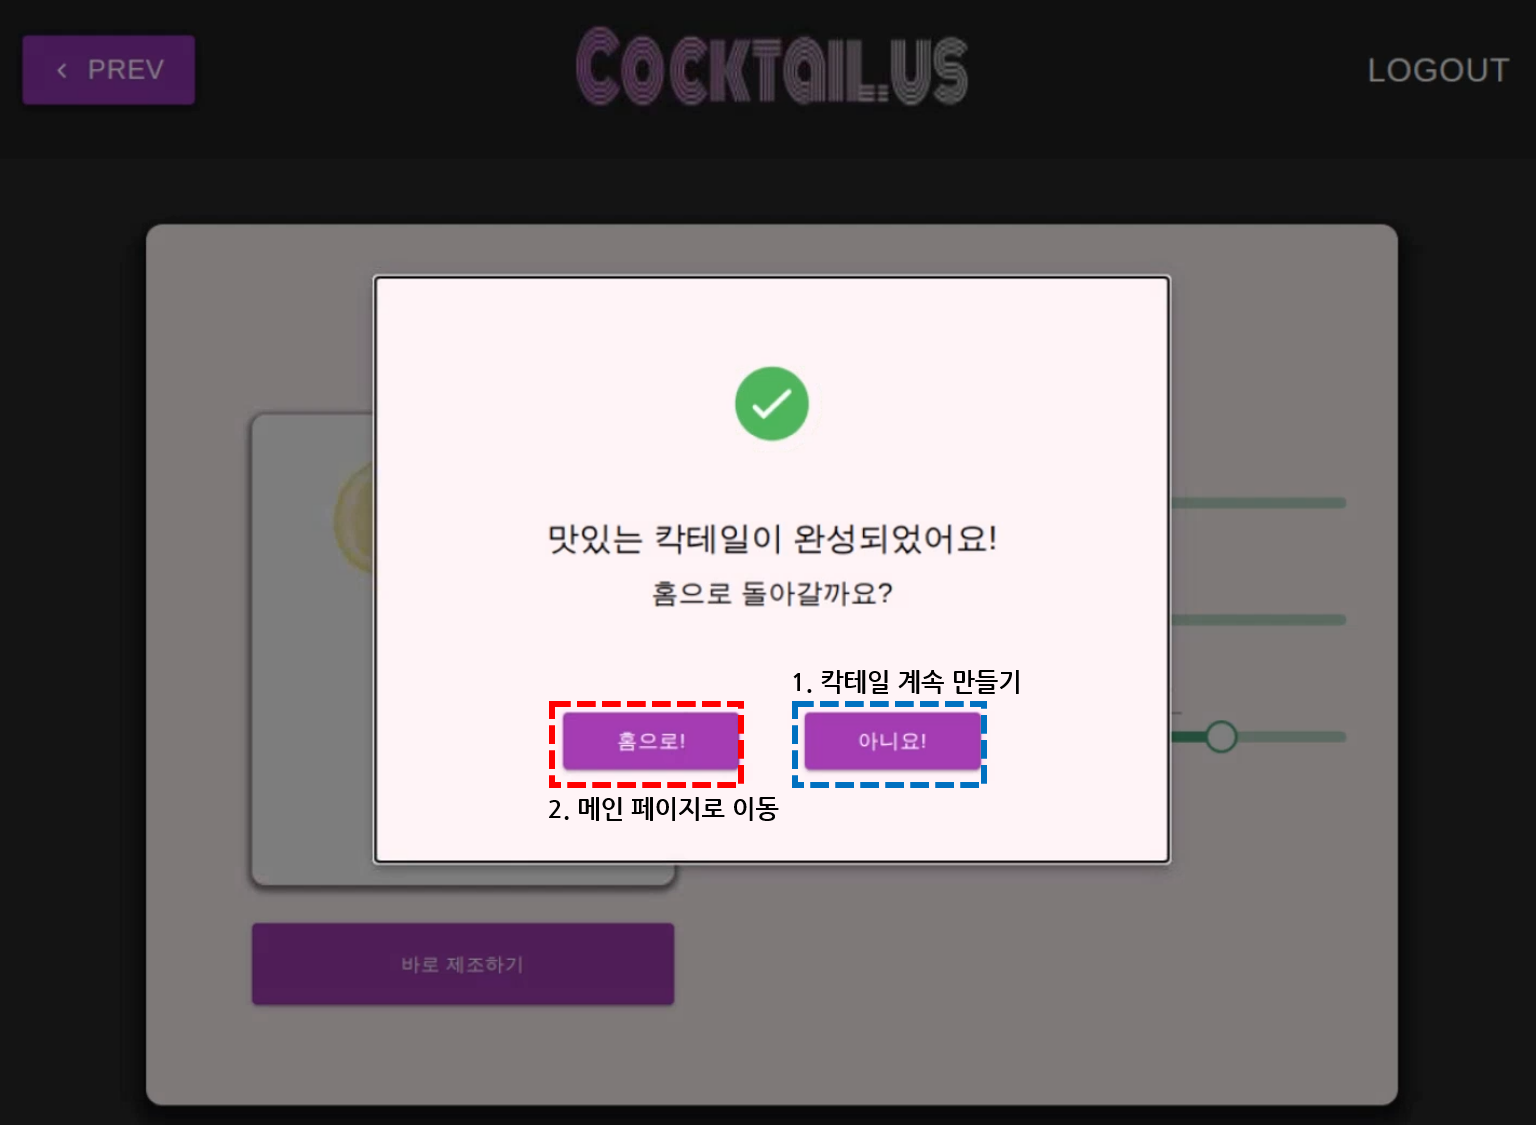 PREV
COCKTAIL.US
LOGOUT
맛있는 칵테일이 완성되었어요!
홈으로 돌아갈까요?
1. 칵테일 계속 만들기
홈으로!
아니요!
2. 메인 페이지로 이동
바로 제조하기